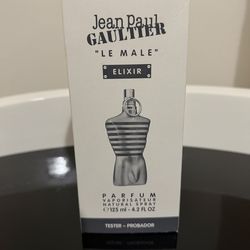 Jean Paul
GAULTIER
"LE MALE"
ELIXIR
PARFUM
VAPORISATEUR
NATURAL SPRAY
℮ 125 ml - 4.2 FL.OZ
TESTER - PROBADOR